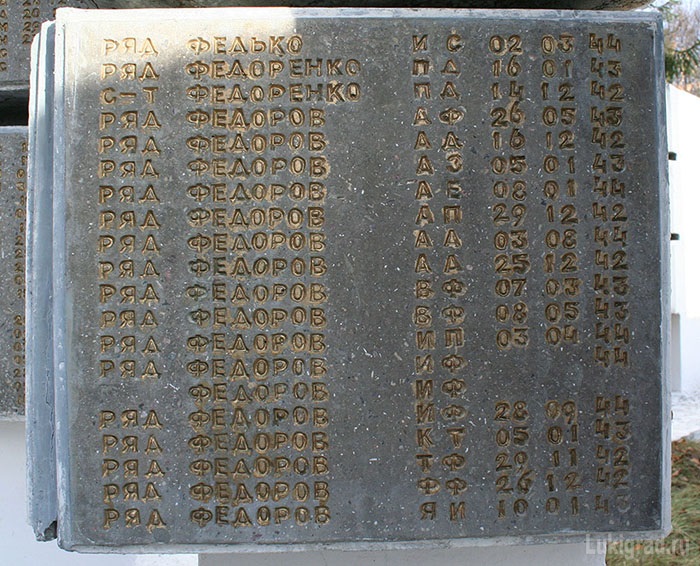 РЯД ФЕДЬКО И С 02 03 44
РЯД ФЕДОРЕНКО П Д 16 01 43
С-Т ФЕДОРЕНКО П Д 14 12 42
РЯД ФЕДОРОВ А Ф 26 05 43
РЯД ФЕДОРОВ А Д 16 12 42
РЯД ФЕДОРОВ А З 05 01 43
РЯД ФЕДОРОВ А Е 08 01 44
РЯД ФЕДОРОВ А П 29 12 42
РЯД ФЕДОРОВ А А 03 08 44
РЯД ФЕДОРОВ А А 25 12 42
РЯД ФЕДОРОВ В Ф 07 03 43
РЯД ФЕДОРОВ В Ф 08 05 43
РЯД ФЕДОРОВ И П 03 04 44
РЯД ФЕДОРОВ И Ф 44
ФЕДОРОВ И Ф
РЯД ФЕДОРОВ И Ф 28 09 44
РЯД ФЕДОРОВ К Т 05 01 43
РЯД ФЕДОРОВ Т Ф 29 11 42
РЯД ФЕДОРОВ Ф Ф 26 12 42
РЯД ФЕДОРОВ Я И 10 01
Lukigrad.ru